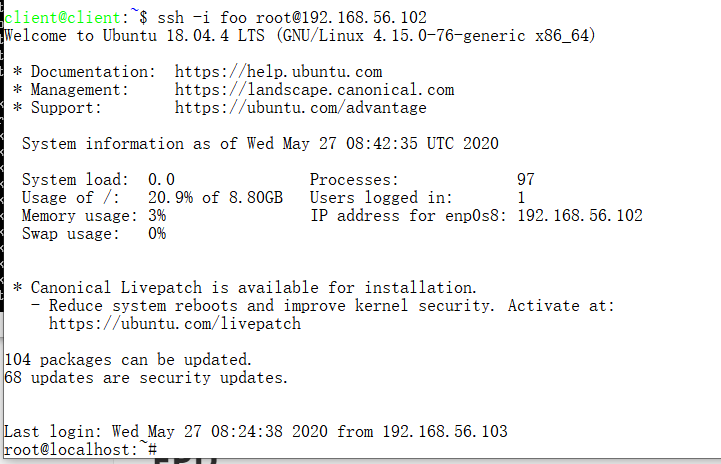 client@client:~$ ssh -i foo root@192.168.56.102
Welcome to Ubuntu 18.04.4 LTS (GNU/Linux 4.15.0-76-generic x86_64)
* Documentation:  https://help.ubuntu.com
* Management:     https://landscape.canonical.com
* Support:        https://ubuntu.com/advantage
System information as of Wed May 27 08:42:35 UTC 2020
System load:  0.0               Processes:             97
Usage of /:   20.9% of 8.80GB   Users logged in:       1
Memory usage: 3%                IP address for enp0s8: 192.168.56.102
Swap usage:   0%
* Canonical Livepatch is available for installation.
- Reduce system reboots and improve kernel security. Activate at:
https://ubuntu.com/livepatch
104 packages can be updated.
68 updates are security updates.
Last login: Wed May 27 08:24:38 2020 from 192.168.56.103
root@localhost:~#